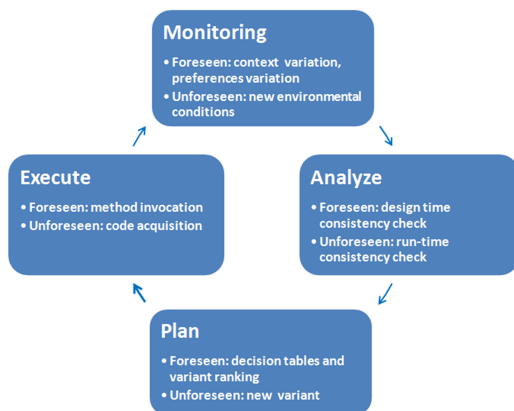 Monitoring
• Foreseen: context variation,
preferences variation
• Unforeseen: new environmental
conditions
Execute
• Foreseen: method invocation
• Unforeseen: code acquisition
Analyze
• Foreseen: design time
consistency check
• Unforeseen: run-time
consistency check
Plan
• Foreseen: decision tables and
variant ranking
• Unforeseen: new variant